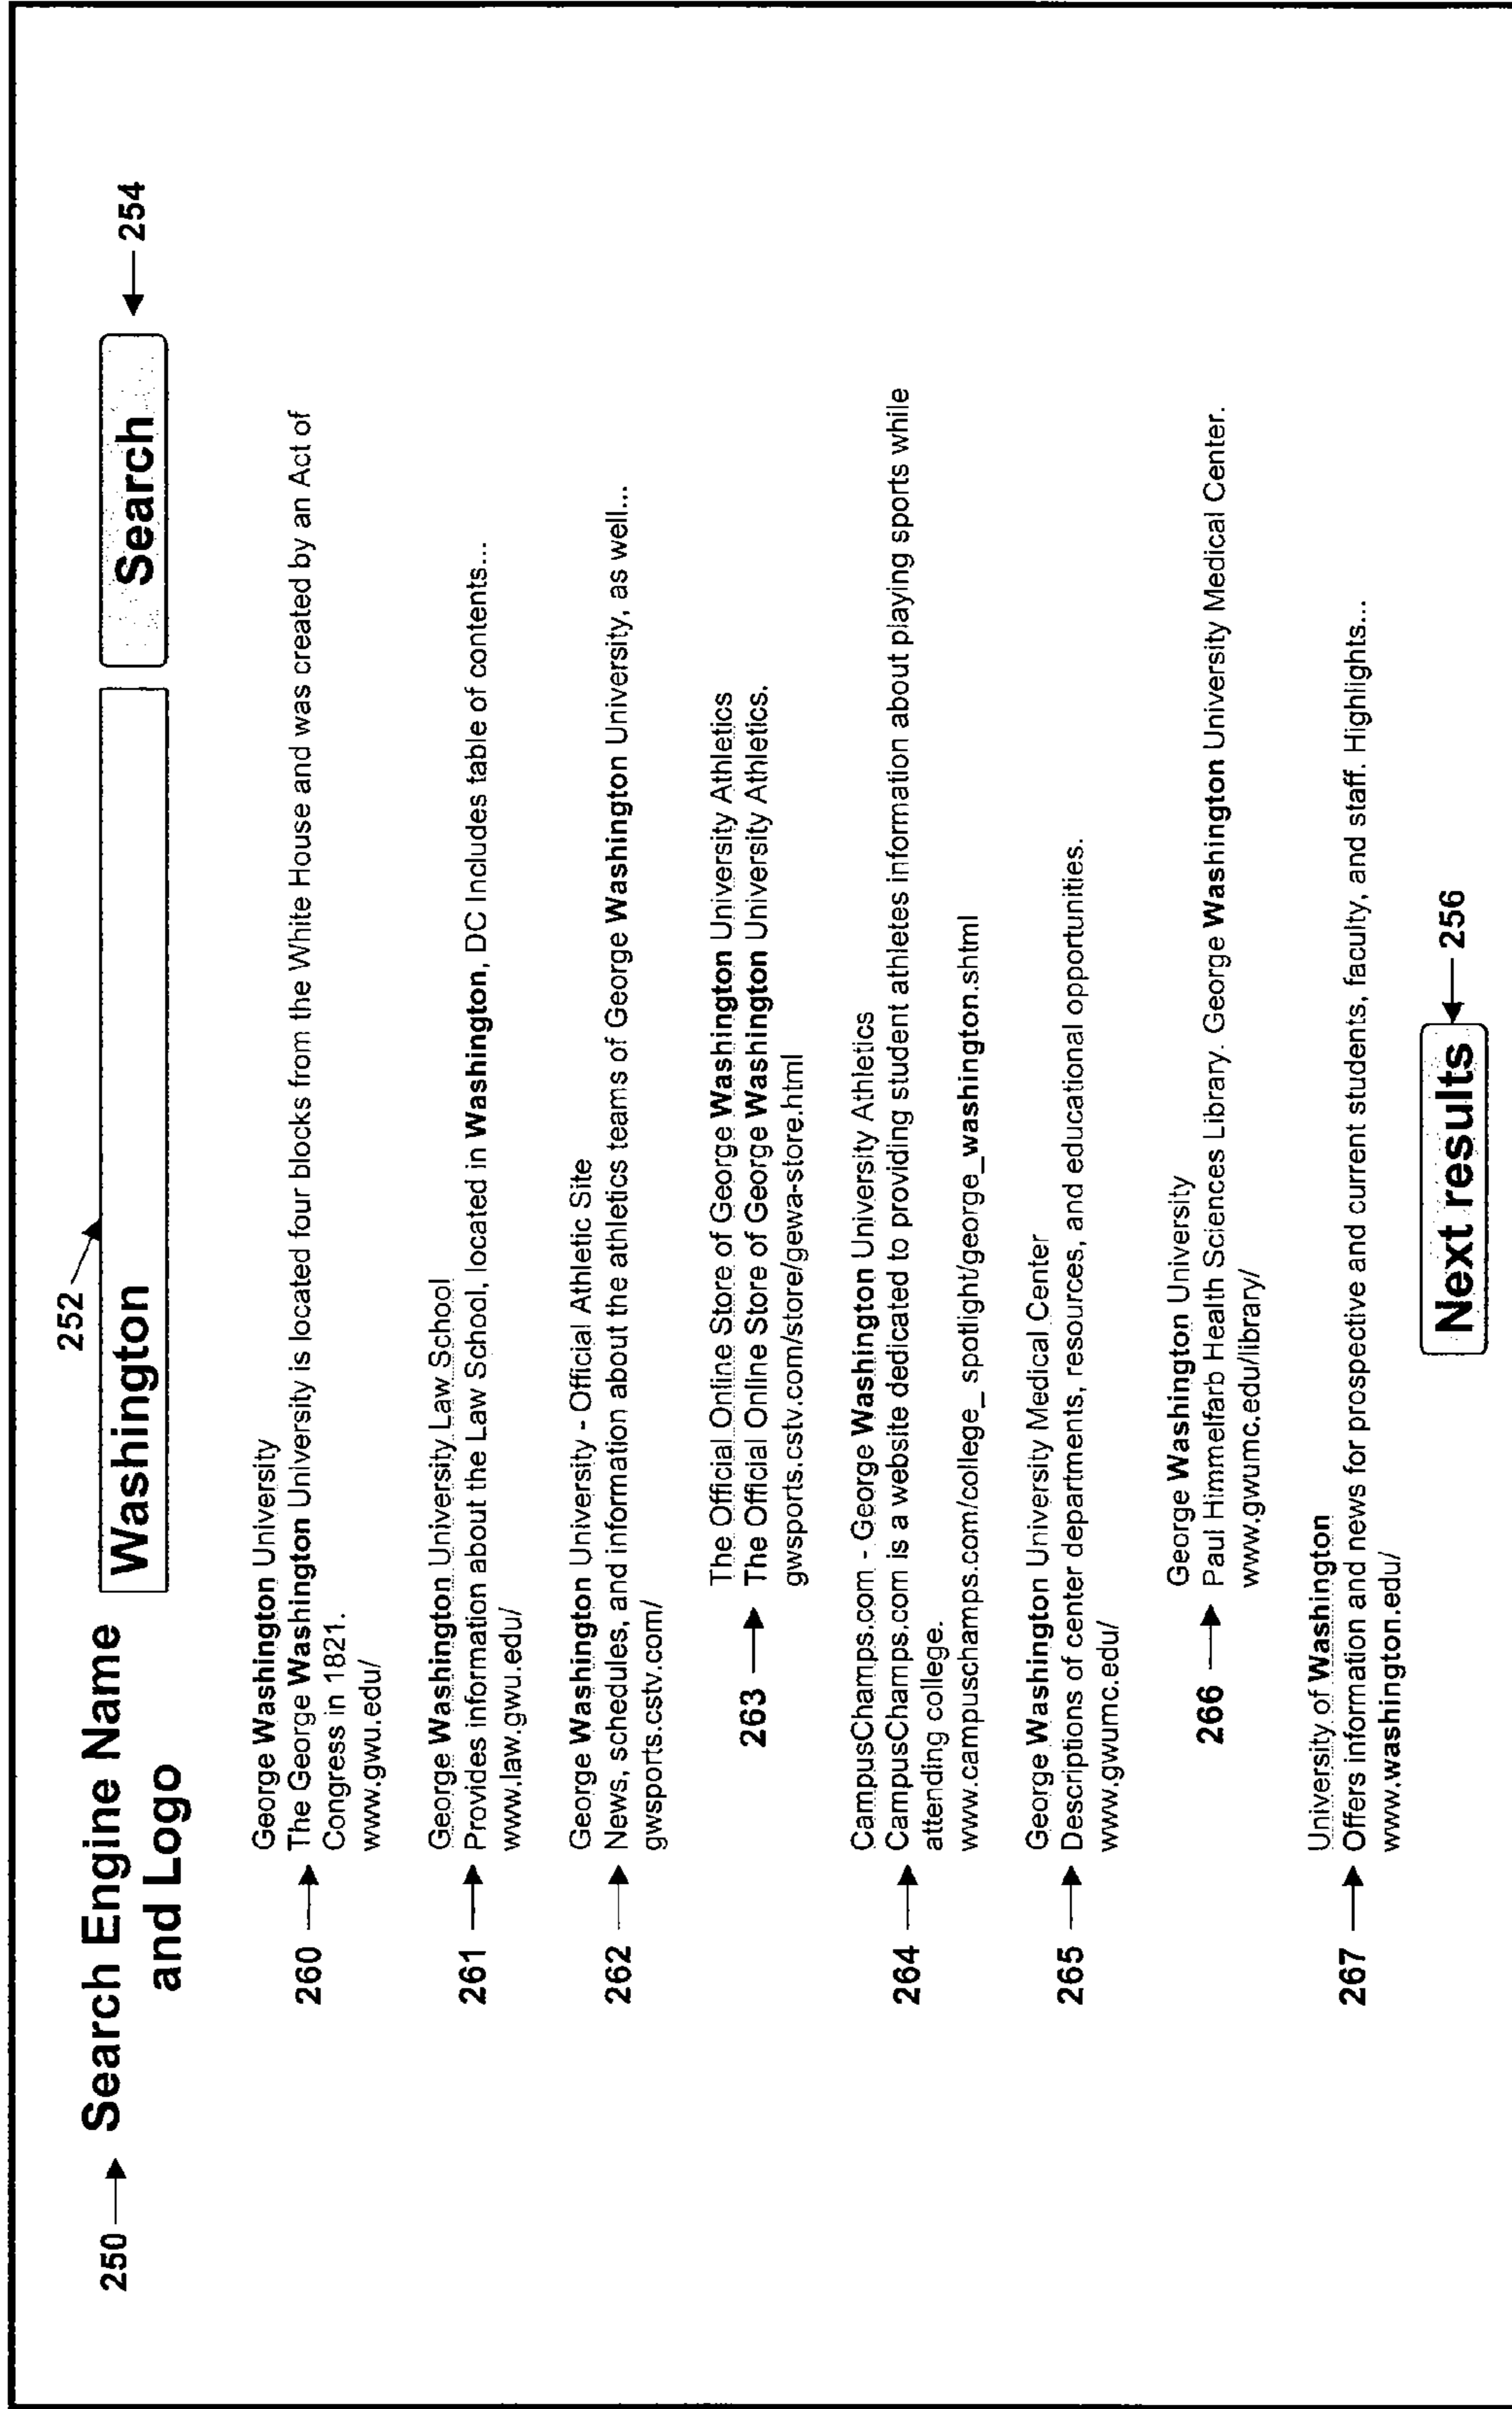 252
250 Search Engine Name Washington Search 254
and Logo
George Washington University
260 The George Washington University is located four blocks from the White House and was created by an Act of
Congress in 1821.
www.gwu.edu/
George Washington University Law School
261 Provides information about the Law School, located in Washington, DC Includes table of contents...
www.law.gwu.edu/
George Washington University - Official Athletic Site
262 News, schedules, and information about the athletics teams of George Washington University, as well...
gwsports.cstv.com/
The Official Online Store of George Washington University Athletics
263 The Official Online Store of George Washington University Athletics.
gwsports.cstv.com/store/gewa-store.html
CampusChamps.com - George Washington University Athletics
264 CampusChamps.com is a website dedicated to providing student athletes information about playing sports while
attending college.
www.campuschamps.com/college_ spotlight/george_washington.shtml
George Washington University Medical Center
265 Descriptions of center departments, resources, and educational opportunities.
www.gwumc.edu/
George Washington University
266 Paul Himmelfarb Health Sciences Library. George Washington University Medical Center.
www.gwumc.edu/library/
University of Washington
267 Offers information and news for prospective and current students, faculty, and staff. Highlights...
www.washington.edu/
Next results 256